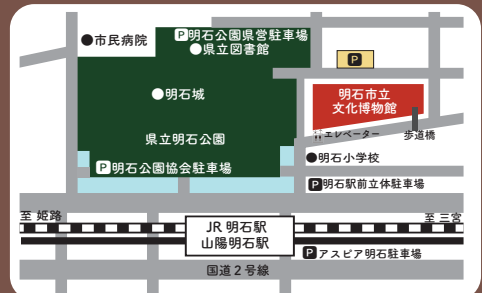 ●市民病院
P明石公園県営駐車場
●県立図書館
P
●明石城
明石市立
文化博物館
エレベーター
歩道橋
県立明石公園
●明石小学校
P明石公園協会駐車場
P明石駅前立体駐車場
至 姫路
至 三宮
JR 明石駅
山陽明石駅
Pアスピア明石駐車場
国道2号線